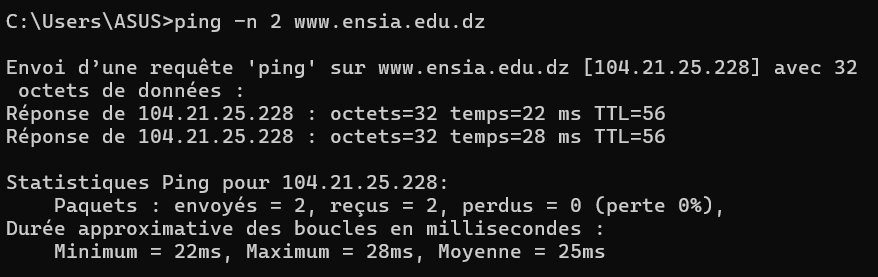 C:\Users\ASUS>ping -n 2 www.ensia.edu.dz
Envoi d’une requête 'ping' sur www.ensia.edu.dz [104.21.25.228] avec 32
octets de données :
Réponse de 104.21.25.228 : octets=32 temps=22 ms TTL=56
Réponse de 104.21.25.228 : octets=32 temps=28 ms TTL=56
Statistiques Ping pour 104.21.25.228:
Paquets : envoyés = 2, reçus = 2, perdus = 0 (perte 0%),
Durée approximative des boucles en millisecondes :
Minimum = 22ms, Maximum = 28ms, Moyenne = 25ms